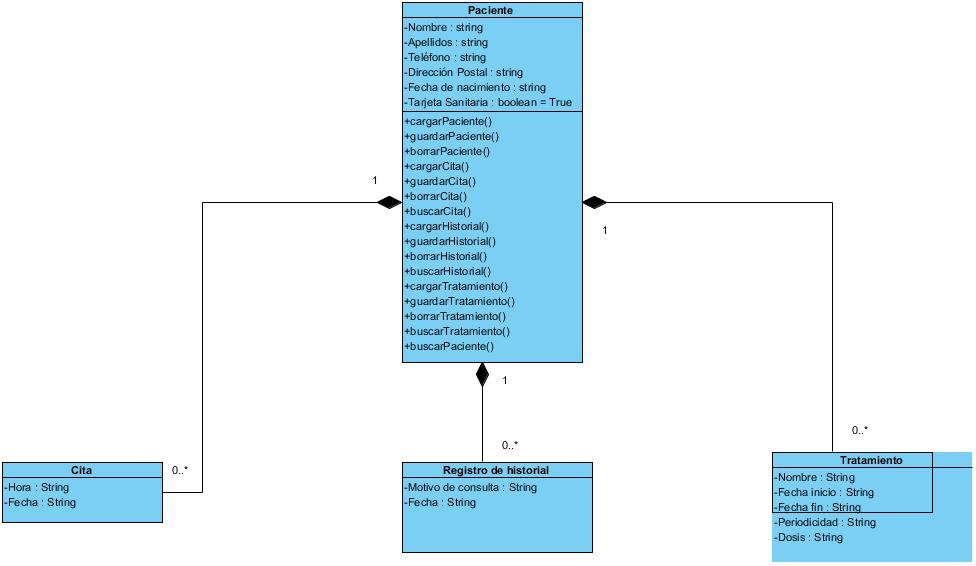 Paciente
-Nombre : string
-Apellidos : string
-Teléfono : string
-Dirección Postal : string
-Fecha de nacimiento : string
-Tarjeta Sanitaria : boolean = True
+cargarPaciente()
+guardarPaciente()
+borrarPaciente()
+cargarCita()
+guardarCita()
+borrarCita()
+buscarCita()
+cargarHistorial()
+guardarHistorial()
+borrarHistorial()
+buscarHistorial()
+cargarTratamiento()
+guardarTratamiento()
+borrarTratamiento()
+buscarTratamiento()
+buscarPaciente()
1
1
1
0..*
0..*
0..*
Cita
-Hora : String
-Fecha : String
Registro de historial
-Motivo de consulta : String
-Fecha : String
Tratamiento
-Nombre : String
-Fecha inicio : String
-Fecha fin : String
-Periodicidad : String
-Dosis : String